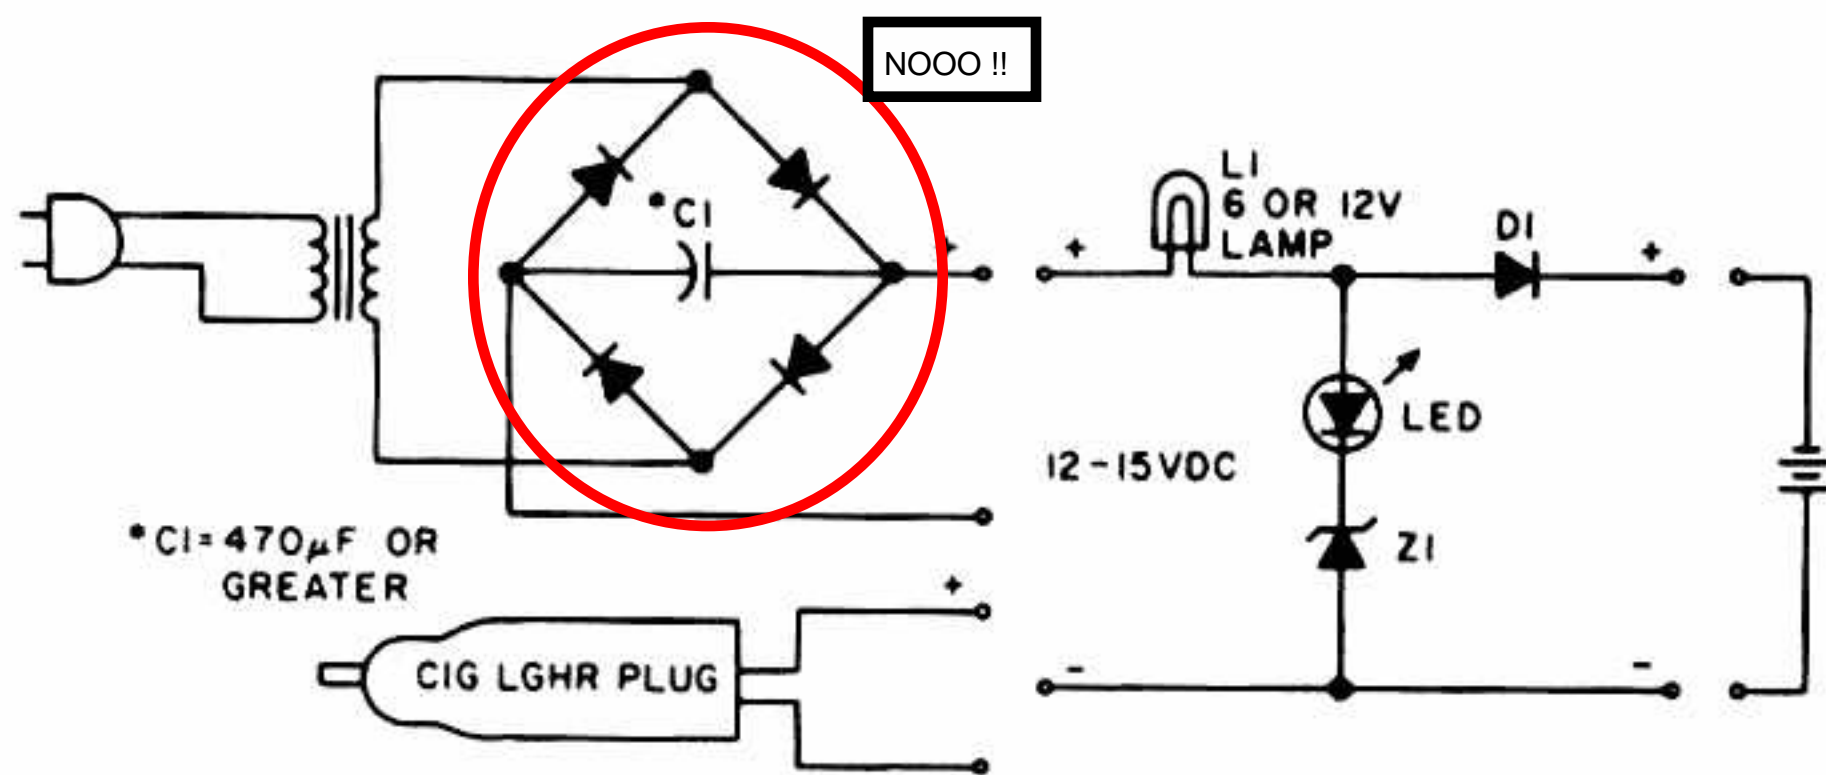 NOOO !!
L1
6 OR 12V
LAMP
D1
*C1
+
+
+
LED
12-15VDC
Z1
*C1=470µF OR
GREATER
+
CIG LGHR PLUG
-
-